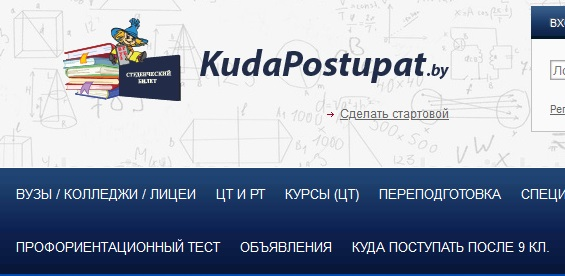 СТУДЕНЧЕСКИЙ
БИЛЕТ
KudaPostupat.by
Сделать стартовой
ВУЗЫ / КОЛЛЕДЖИ / ЛИЦЕИ ЦТ И РТ КУРСЫ (ЦТ) ПЕРЕПОДГОТОВКА
ПРОФОРИЕНТАЦИОННЫЙ ТЕСТ ОБЪЯВЛЕНИЯ КУДА ПОСТУПАТЬ ПОСЛЕ 9 КЛ.